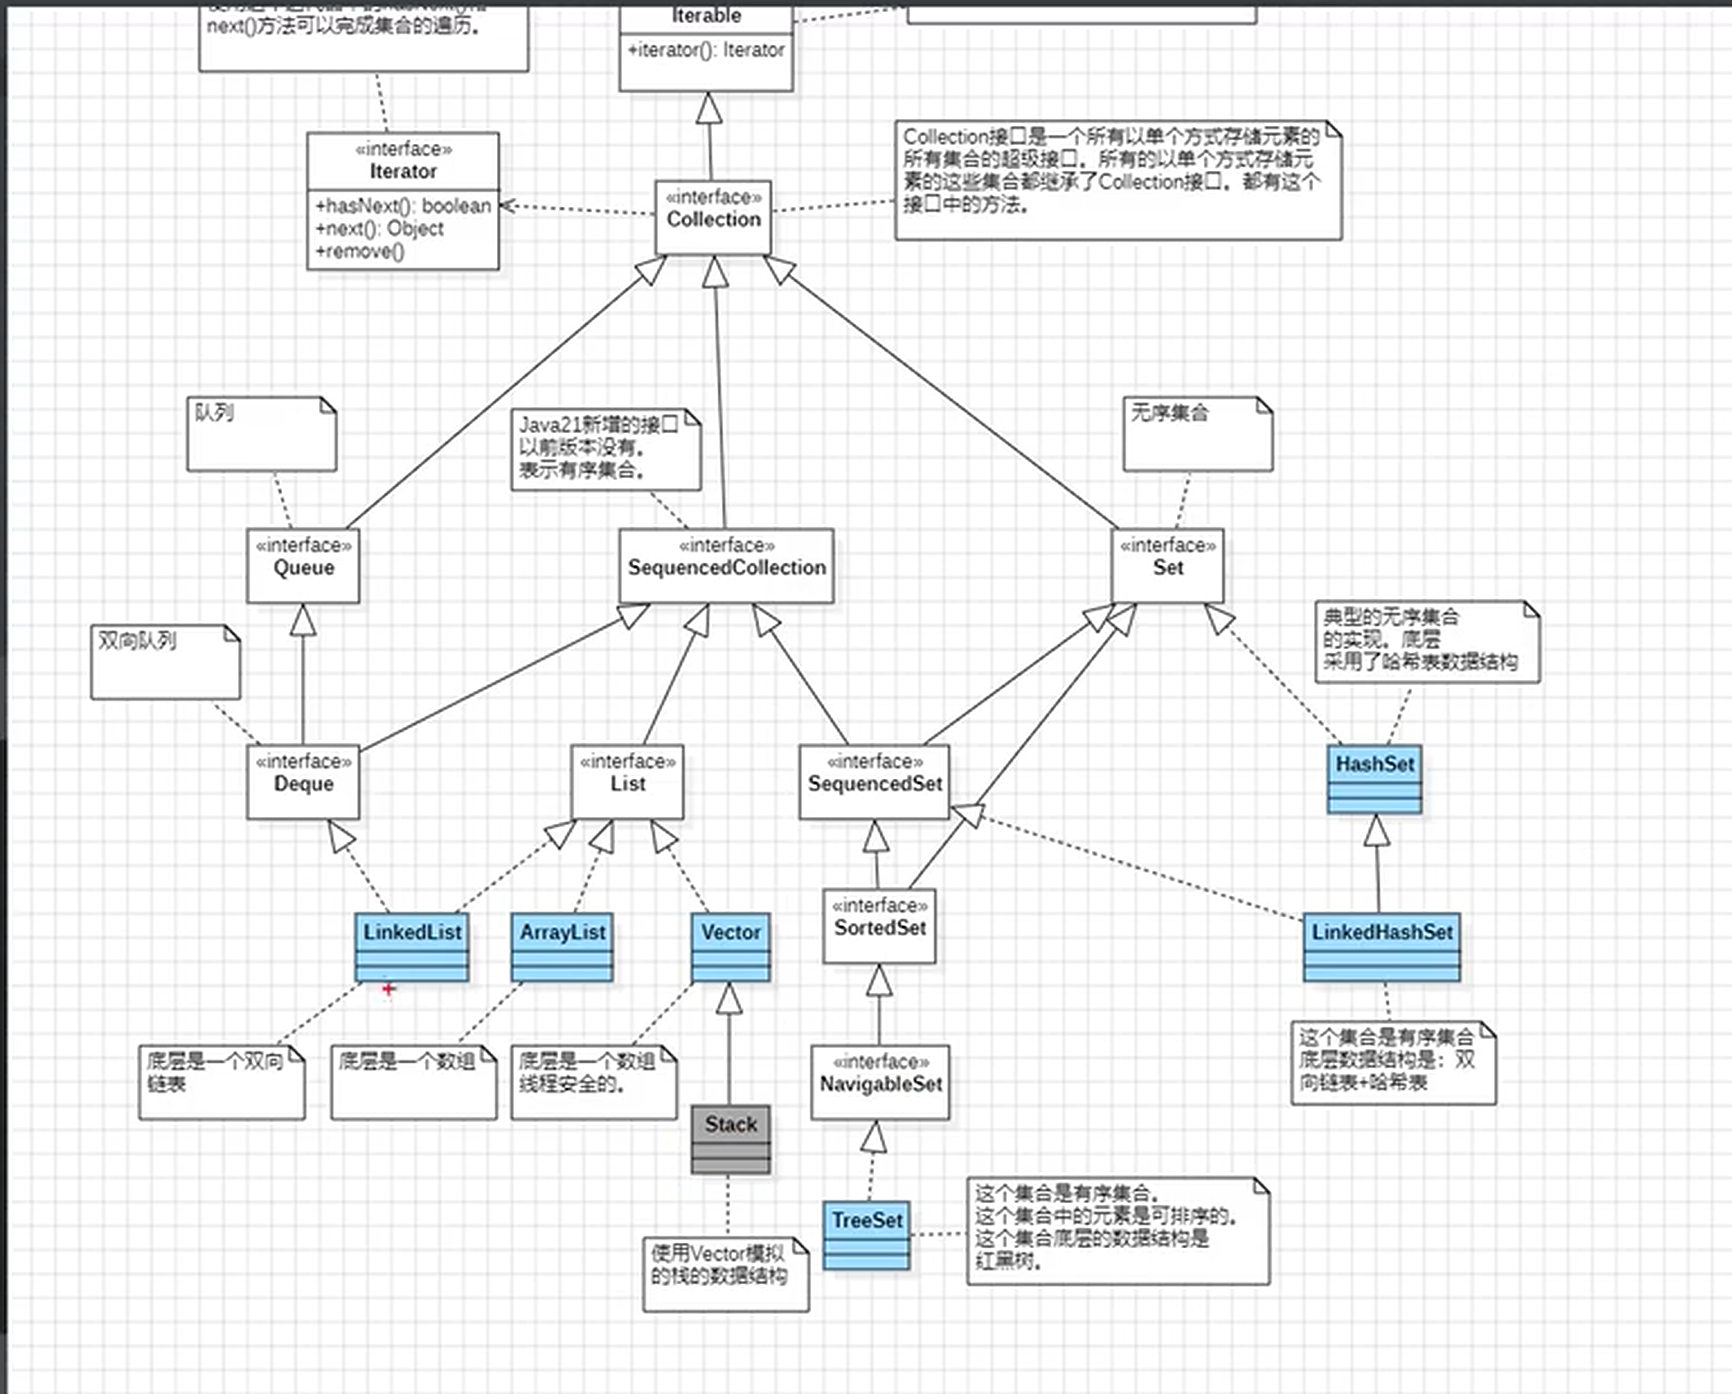 next()方法可以完成集合的遍历。
Iterable
+iterator(): Iterator
«interface»
Iterator
+hasNext(): boolean
+next(): Object
+remove()
«interface»
Collection
Collection接口是一个所有以单个方式存储元素的
所有集合的超级接口。所有的以单个方式存储元
素的这些集合都继承了Collection接口。都有这个
接口中的方法。
队列
Java21新增的接口
以前版本没有。
表示有序集合。
无序集合
«interface»
Queue
«interface»
SequencedCollection
«interface»
Set
双向队列
典型的无序集合
的实现。底层
采用了哈希表数据结构
«interface»
Deque
«interface»
List
«interface»
SequencedSet
HashSet
LinkedList
ArrayList
Vector
«interface»
SortedSet
LinkedHashSet
底层是一个双向
链表
底层是一个数组
底层是一个数组
线程安全的。
«interface»
NavigableSet
这个集合是有序集合
底层数据结构是：双
向链表+哈希表
Stack
TreeSet
这个集合是有序集合。
这个集合中的元素是可排序的。
这个集合底层的数据结构是
红黑树。
使用Vector模拟
的栈的数据结构